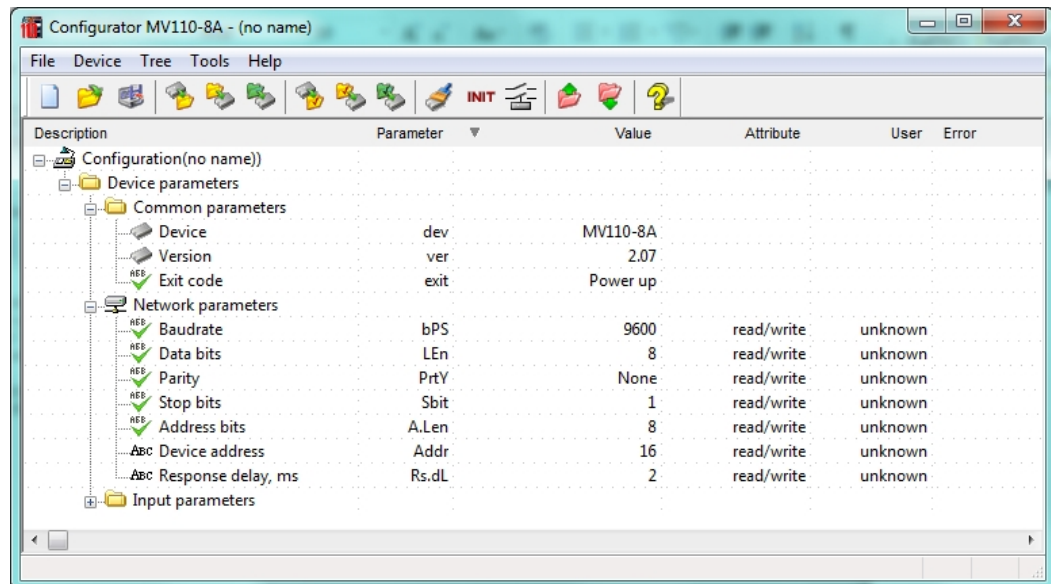 Configurator MV110-8A - (no name)
File Device Tree Tools Help
INIT
Description Parameter Value Attribute User Error
Configuration(no name))
Device parameters
Common parameters
Device dev MV110-8A
Version ver 2.07
Exit code exit Power up
Network parameters
Baudrate bPS 9600 read/write unknown
Data bits LEn 8 read/write unknown
Parity PrtY None read/write unknown
Stop bits Sbit 1 read/write unknown
Address bits A.Len 8 read/write unknown
ABC Device address Addr 16 read/write unknown
ABC Response delay, ms Rs.dL 2 read/write unknown
Input parameters